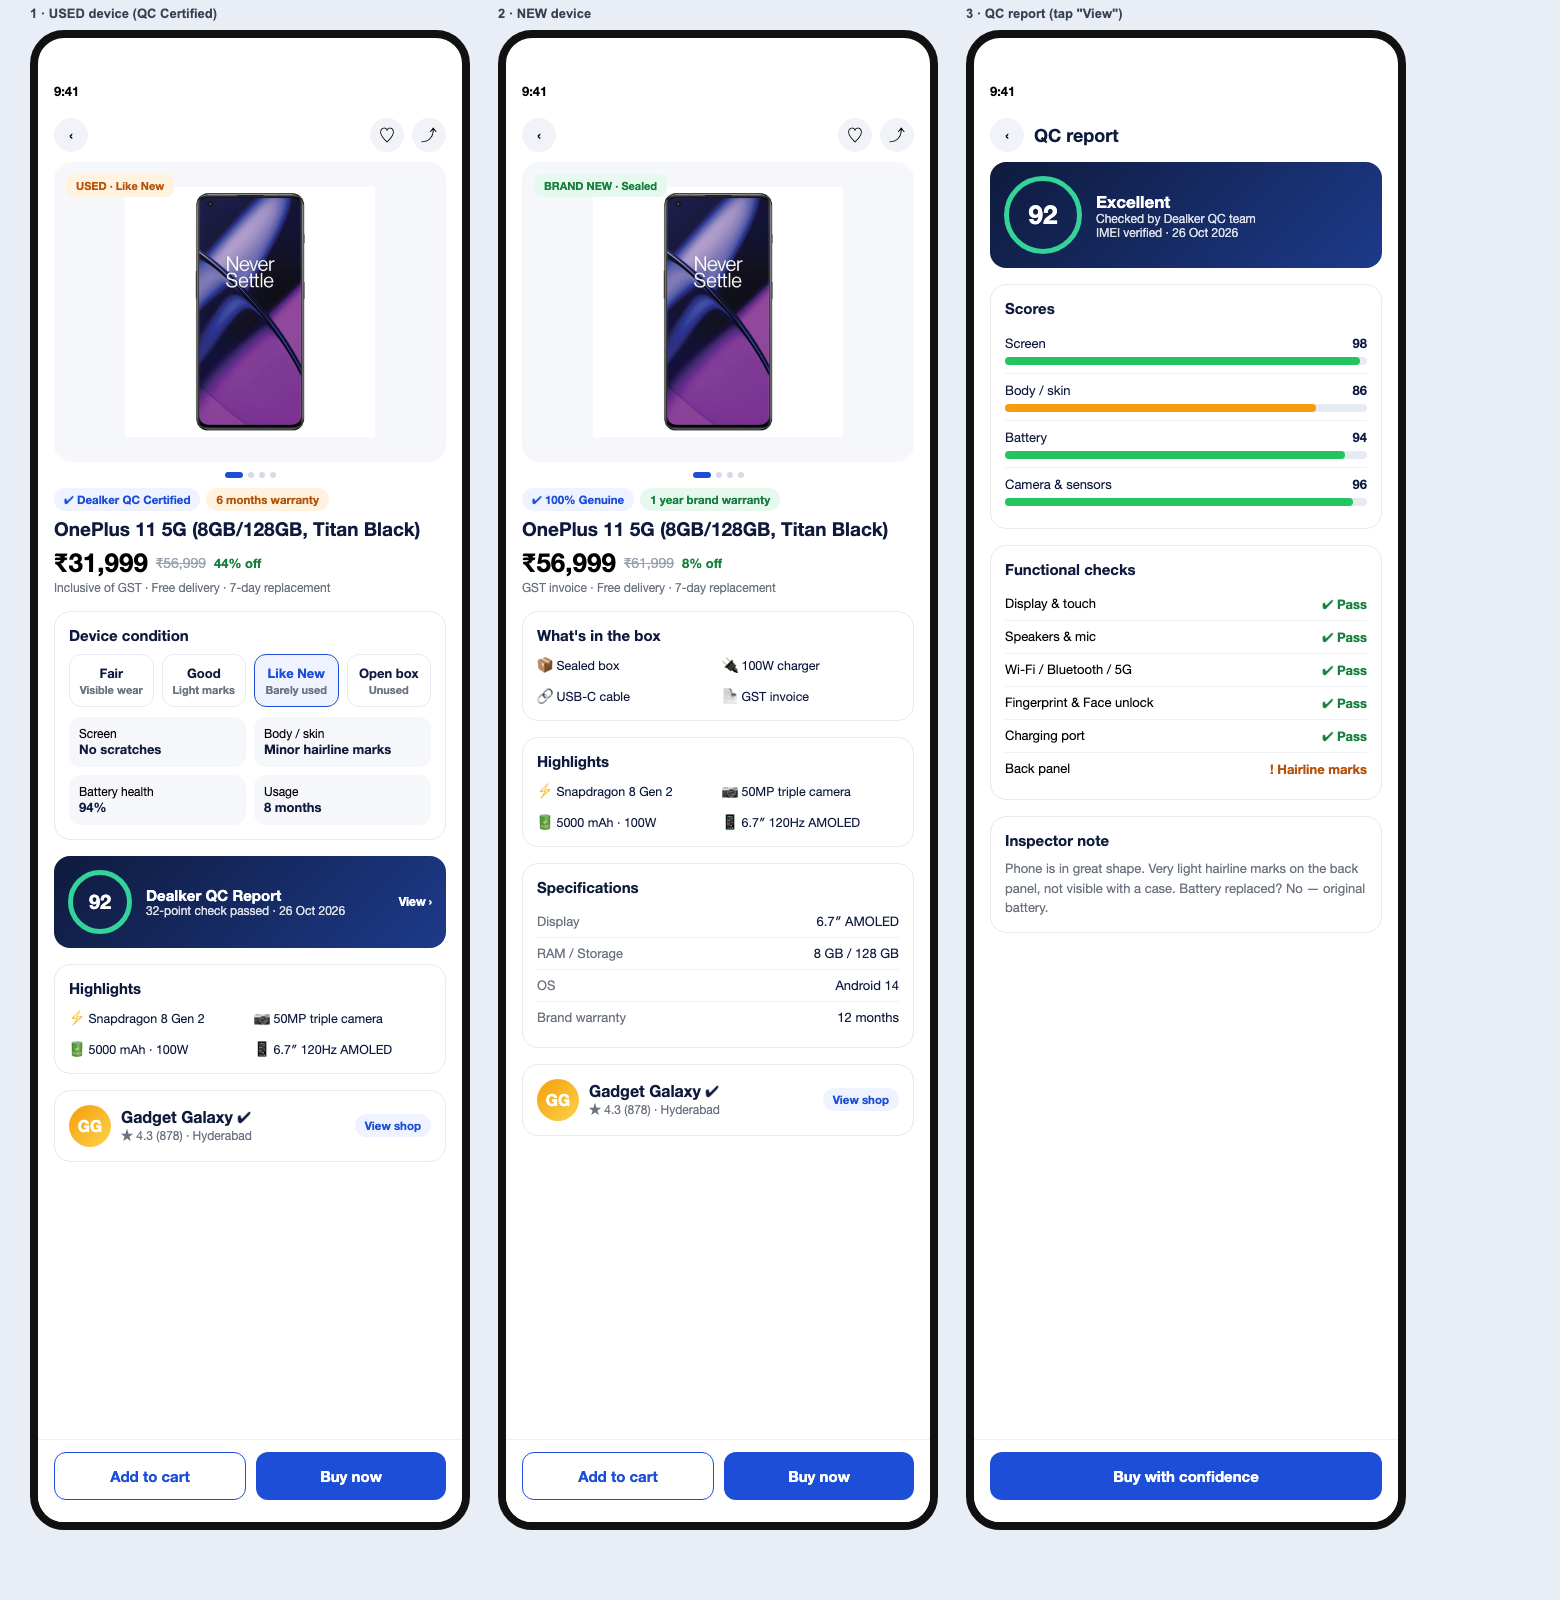 1 · USED device (QC Certified)
9:41
‹
USED · Like New
Never
Settle
✔ Dealker QC Certified
6 months warranty
OnePlus 11 5G (8GB/128GB, Titan Black)
₹31,999 ₹56,999 44% off
Inclusive of GST · Free delivery · 7-day replacement
Device condition
Fair
Visible wear
Good
Light marks
Like New
Barely used
Open box
Unused
Screen
No scratches
Body / skin
Minor hairline marks
Battery health
94%
Usage
8 months
92
Dealker QC Report
32-point check passed · 26 Oct 2026
View ›
Highlights
⚡ Snapdragon 8 Gen 2
📷 50MP triple camera
🔋 5000 mAh · 100W
📱 6.7″ 120Hz AMOLED
GG
Gadget Galaxy ✔
★ 4.3 (878) · Hyderabad
View shop
Add to cart
Buy now
2 · NEW device
9:41
‹
BRAND NEW · Sealed
Never
Settle
✔ 100% Genuine
1 year brand warranty
OnePlus 11 5G (8GB/128GB, Titan Black)
₹56,999 ₹61,999 8% off
GST invoice · Free delivery · 7-day replacement
What's in the box
📦 Sealed box
🔌 100W charger
🔗 USB-C cable
GST invoice
Highlights
⚡ Snapdragon 8 Gen 2
📷 50MP triple camera
🔋 5000 mAh · 100W
📱 6.7″ 120Hz AMOLED
Specifications
Display 6.7″ AMOLED
RAM / Storage 8 GB / 128 GB
OS Android 14
Brand warranty 12 months
GG
Gadget Galaxy ✔
★ 4.3 (878) · Hyderabad
View shop
Add to cart
Buy now
3 · QC report (tap "View")
9:41
‹ QC report
92
Excellent
Checked by Dealker QC team
IMEI verified · 26 Oct 2026
Scores
Screen 98
Body / skin 86
Battery 94
Camera & sensors 96
Functional checks
Display & touch ✔ Pass
Speakers & mic ✔ Pass
Wi-Fi / Bluetooth / 5G ✔ Pass
Fingerprint & Face unlock ✔ Pass
Charging port ✔ Pass
Back panel ! Hairline marks
Inspector note
Phone is in great shape. Very light hairline marks on the back
panel, not visible with a case. Battery replaced? No — original
battery.
Buy with confidence